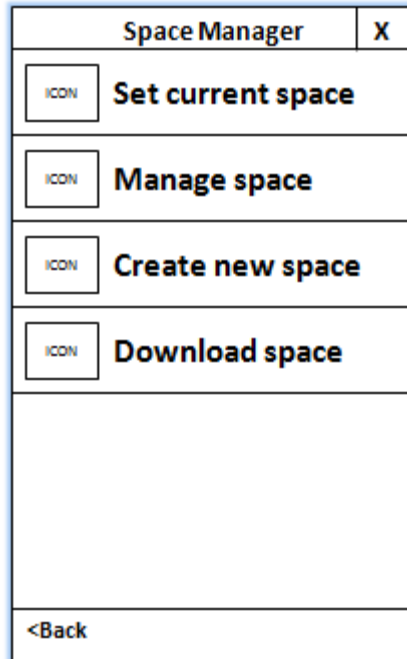 Space Manager X
ICON Set current space
ICON Manage space
ICON Create new space
ICON Download space
<Back